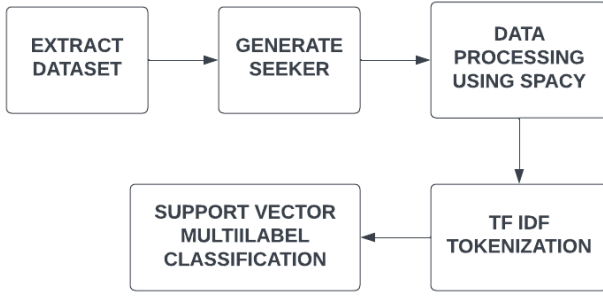 EXTRACT
DATASET
GENERATE
SEEKER
DATA
PROCESSING
USING SPACY
TF IDF
TOKENIZATION
SUPPORT VECTOR
MULTIILABEL
CLASSIFICATION